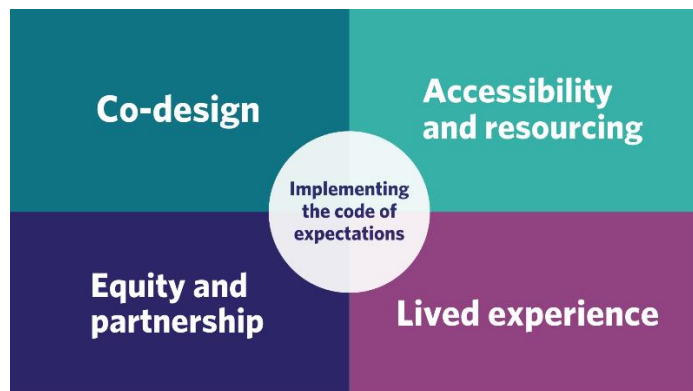 Co-design
Accessibility
and resourcing
Implementing
the code of
expectations
Equity and
partnership
Lived experience